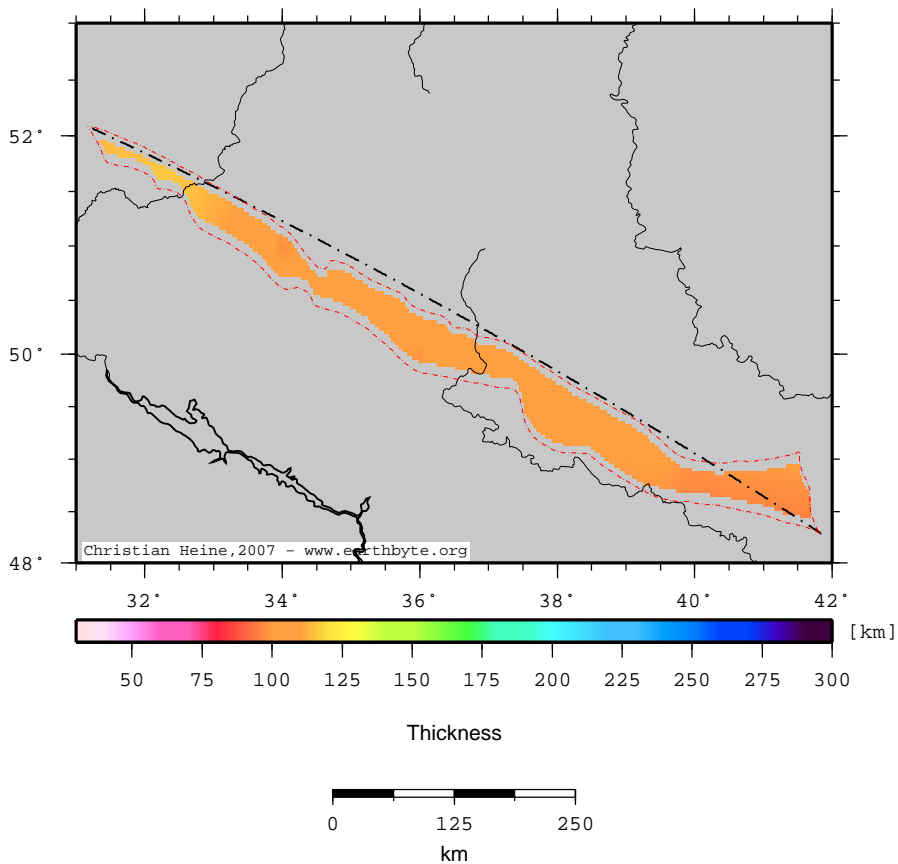 52°
50°
48°
Christian Heine,2007 - www.earthbyte.org
32° 34° 36° 38° 40° 42°
[km]
50 75 100 125 150 175 200 225 250 275 300
Thickness
0 125 250
km